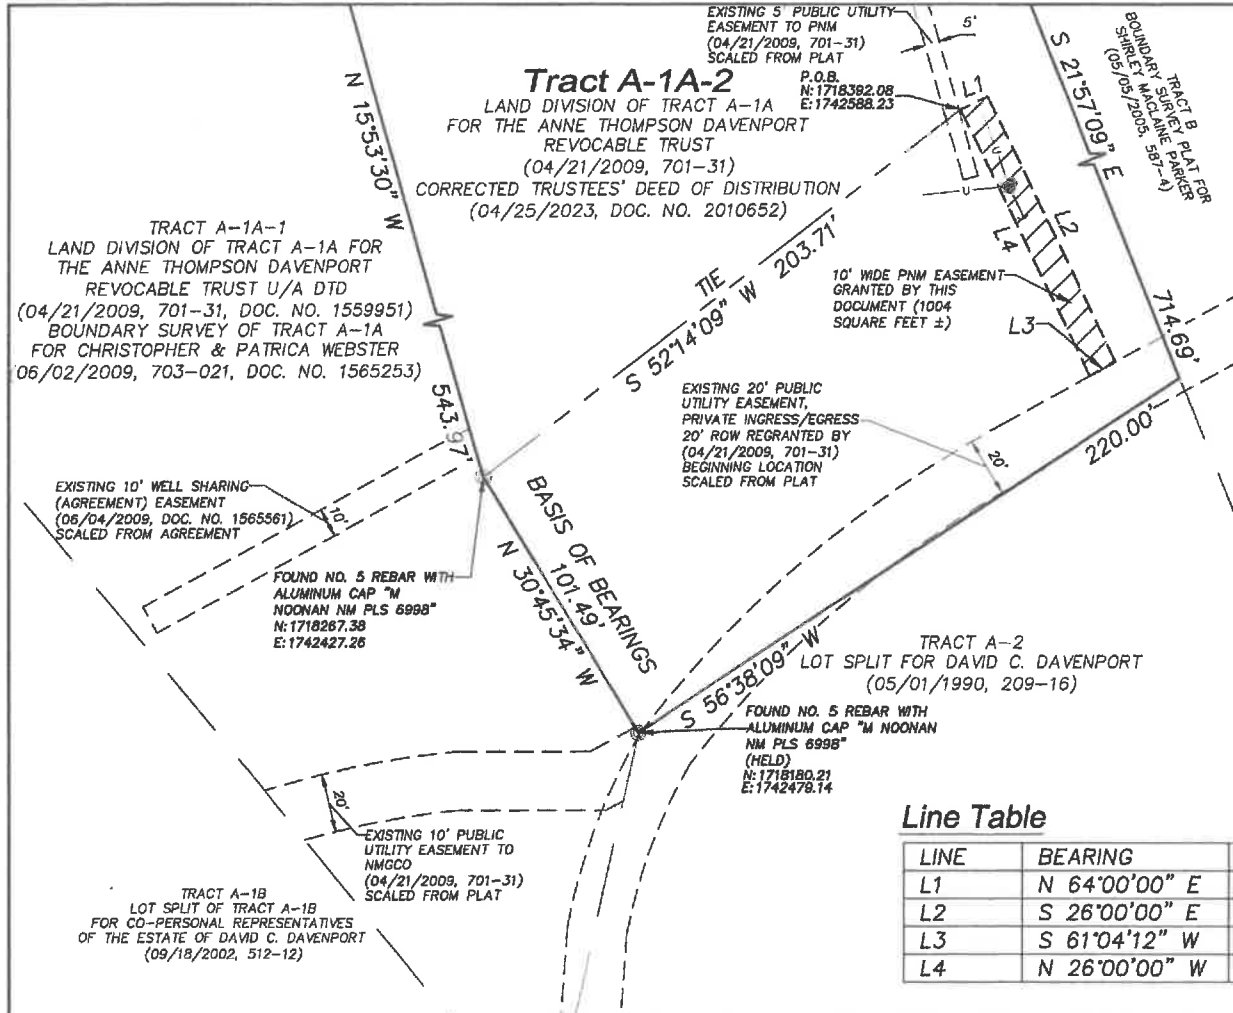 EXISTING 5' PUBLIC UTILITY
EASEMENT TO PNM
(04/21/2009, 701-31)
SCALED FROM PLAT
5'
P.O.B.
N:1718392.08
E:1742588.23
L1
S 21°57'09" E
714.69'
TRACT B
BOUNDARY SURVEY PLAT FOR
SHIRLEY MACLAINE PARKER
(05/05/2005, 587-4)
N 15°53'30" W
543.97'
Tract A-1A-2
LAND DIVISION OF TRACT A-1A
FOR THE ANNE THOMPSON DAVENPORT
REVOCABLE TRUST
(04/21/2009, 701-31)
CORRECTED TRUSTEES' DEED OF DISTRIBUTION
(04/25/2023, DOC. NO. 2010652)
TRACT A-1A-1
LAND DIVISION OF TRACT A-1A FOR
THE ANNE THOMPSON DAVENPORT
REVOCABLE TRUST U/A DTD
(04/21/2009, 701-31, DOC. NO. 1559951)
BOUNDARY SURVEY OF TRACT A-1A
FOR CHRISTOPHER & PATRICA WEBSTER
(06/02/2009, 703-021, DOC. NO. 1565253)
U
U
L2
L4
L3
TIE
S 52°14'09" W 203.71'
10' WIDE PNM EASEMENT
GRANTED BY THIS
DOCUMENT (1004
SQUARE FEET ±)
EXISTING 20' PUBLIC
UTILITY EASEMENT,
PRIVATE INGRESS/EGRESS
20' ROW REGRANTED BY
(04/21/2009, 701-31)
BEGINNING LOCATION
SCALED FROM PLAT
20'
220.00'
S 56°38'09" W
EXISTING 10' WELL SHARING
(AGREEMENT) EASEMENT
(06/04/2009, DOC. NO. 1565561)
SCALED FROM AGREEMENT
10'
FOUND NO. 5 REBAR WITH
ALUMINUM CAP "M
NOONAN NM PLS 6998"
N:1718267.38
E:1742427.26
BASIS OF BEARINGS
101.49'
N 30°45'34" W
TRACT A-2
LOT SPLIT FOR DAVID C. DAVENPORT
(05/01/1990, 209-16)
FOUND NO. 5 REBAR WITH
ALUMINUM CAP "M NOONAN
NM PLS 6998"
(HELD)
N:1718180.21
E:1742479.14
20'
EXISTING 10' PUBLIC
UTILITY EASEMENT TO
NMGCO
(04/21/2009, 701-31)
SCALED FROM PLAT
TRACT A-1B
LOT SPLIT OF TRACT A-1B
FOR CO-PERSONAL REPRESENTATIVES
OF THE ESTATE OF DAVID C. DAVENPORT
(09/18/2002, 512-12)
Line Table
LINE BEARING
L1 N 64°00'00" E
L2 S 26°00'00" E
L3 S 61°04'12" W
L4 N 26°00'00" W